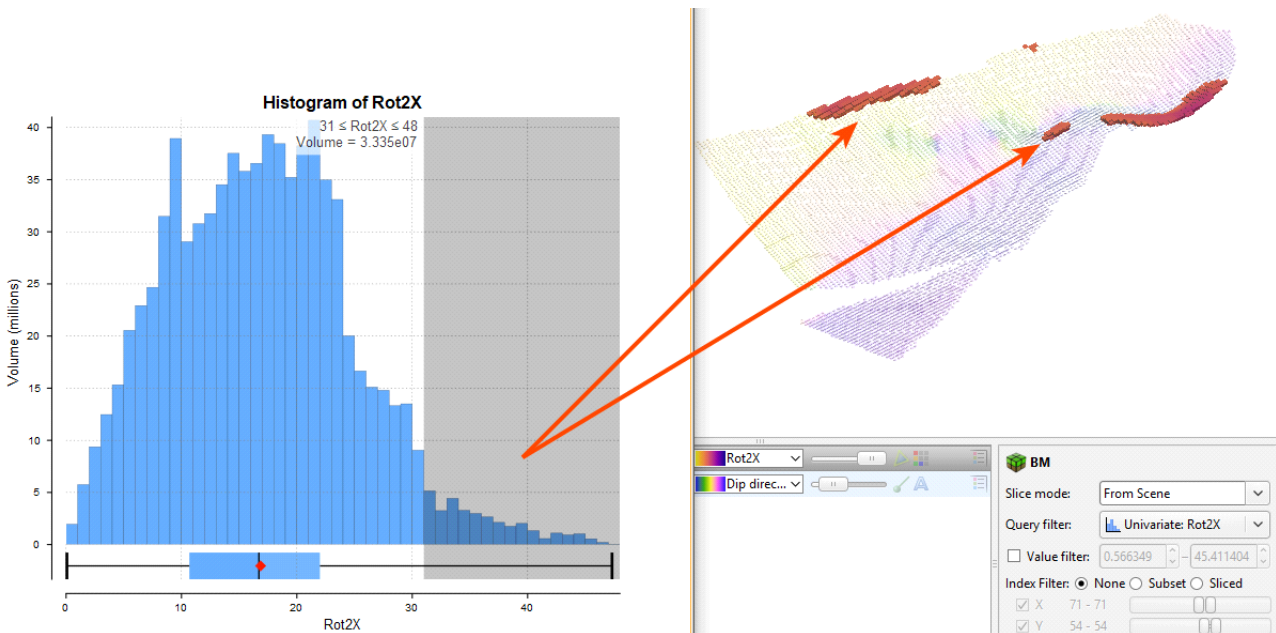 Histogram of Rot2X
31 ≤ Rot2X ≤ 48
Volume = 3.335e07
40
35
30
25
20
15
10
5
0
Volume (millions)
0 10 20 30 40
Rot2X
Rot2X
Dip direc...
BM
Slice mode: From Scene
Query filter: Univariate: Rot2X
Value filter: 0.566349 – 45.411404
Index Filter: None Subset Sliced
X 71 - 71
Y 54 - 54